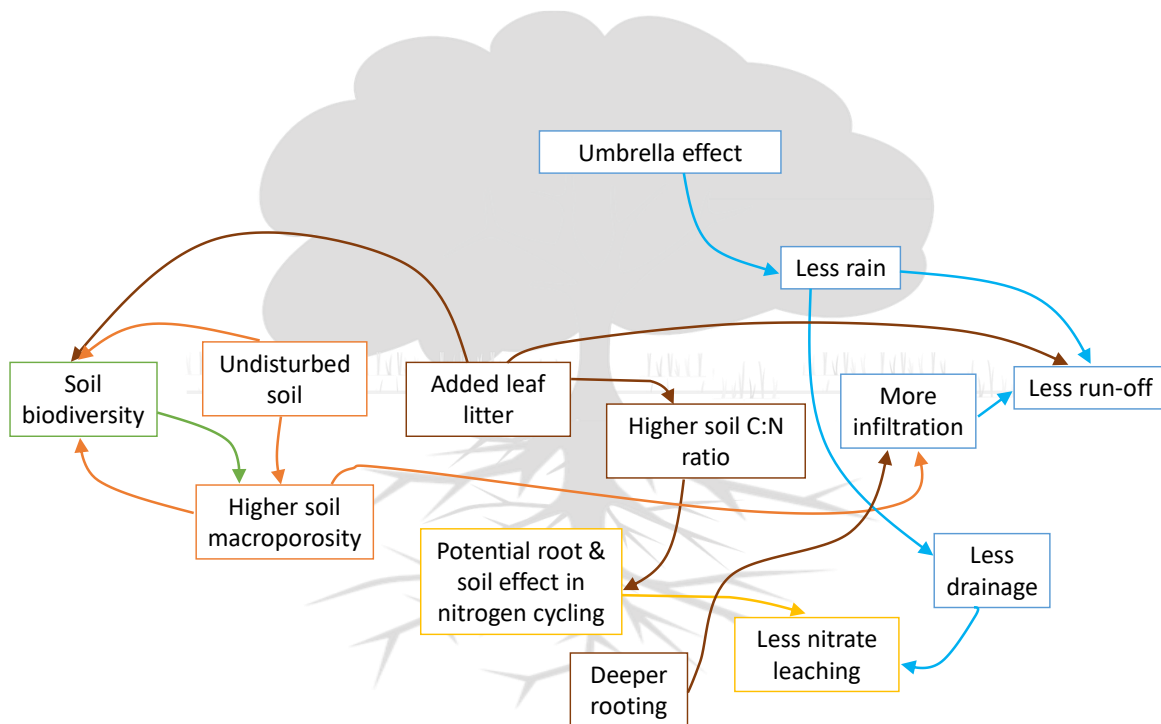 Umbrella effect
Less rain
Undisturbed
soil
Soil
biodiversity
Added leaf
litter
More
infiltration
Less run-off
Higher soil C:N
ratio
Higher soil
macroporosity
Potential root &
soil effect in
nitrogen cycling
Less
drainage
Less nitrate
leaching
Deeper
rooting